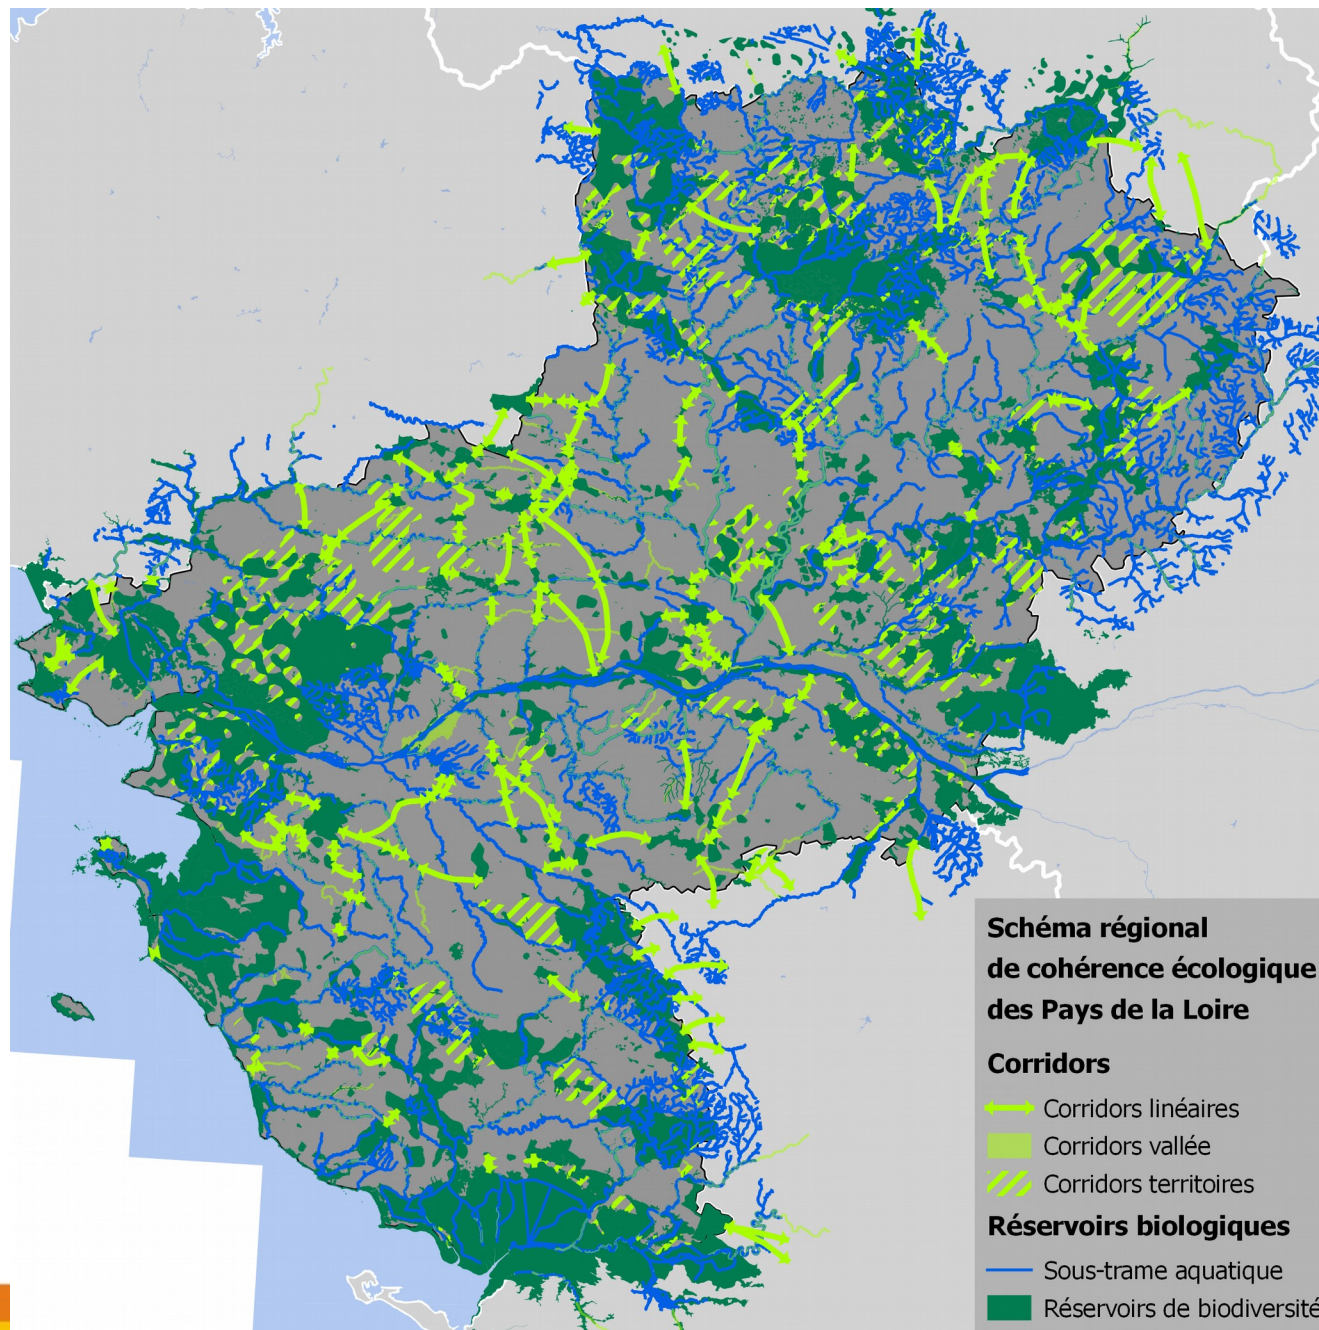 Schéma régional
de cohérence écologique
des Pays de la Loire
Corridors
Corridors linéaires
Corridors vallée
Corridors territoires
Réservoirs biologiques
Sous-trame aquatique
Réservoirs de biodiversité